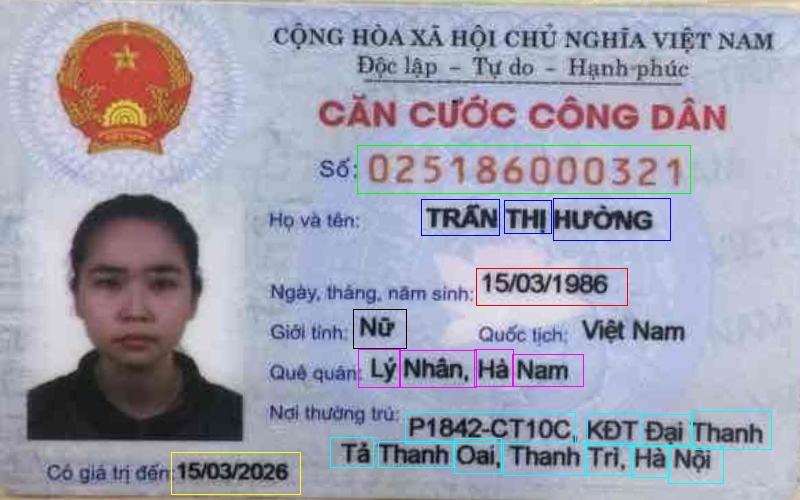 CỘNG HÒA XÃ HỘI CHỦ NGHĨA VIỆT NAM
Độc lập - Tự do - Hạnh phúc
CĂN CƯỚC CÔNG DÂN
Số: 025186000321
Họ và tên: TRẦN THỊ HƯỜNG
Ngày, tháng, năm sinh: 15/03/1986
Giới tính: Nữ Quốc tịch: Việt Nam
Quê quán: Lý Nhân, Hà Nam
Nơi thường trú: P1842-CT10C, KĐT Đại Thanh
Tả Thanh Oai, Thanh Trì, Hà Nội
Có giá trị đến: 15/03/2026